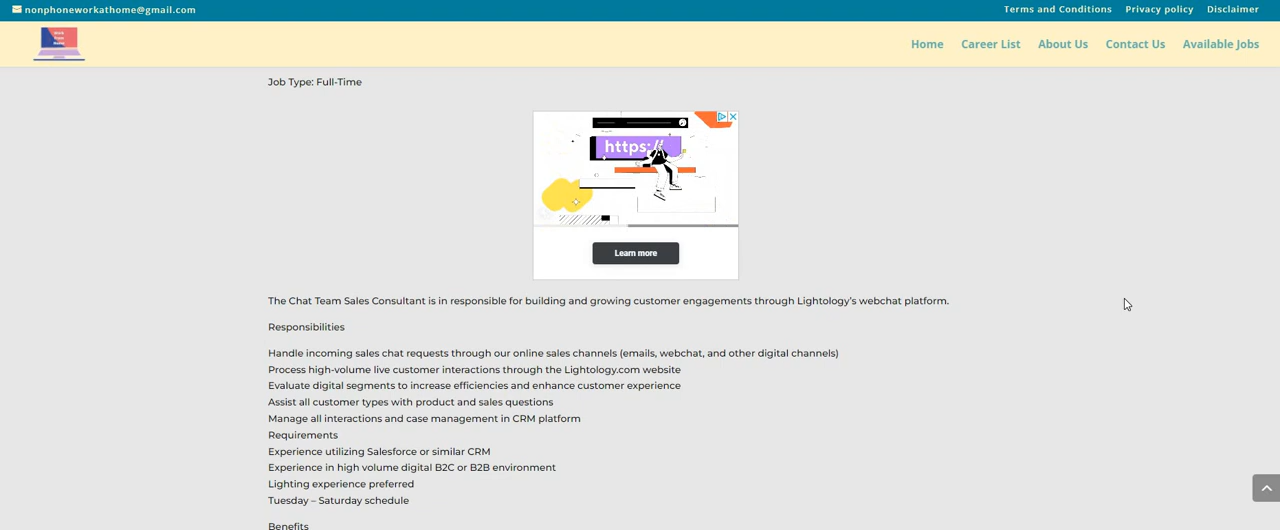 nonphoneworkathome@gmail.com
Terms and Conditions Privacy policy Disclaimer
Work
From
Home
Home Career List About Us Contact Us Available Jobs
Job Type: Full-Time
https://
Learn more
The Chat Team Sales Consultant is in responsible for building and growing customer engagements through Lightology's webchat platform.
Responsibilities
Handle incoming sales chat requests through our online sales channels (emails, webchat, and other digital channels)
Process high-volume live customer interactions through the Lightology.com website
Evaluate digital segments to increase efficiencies and enhance customer experience
Assist all customer types with product and sales questions
Manage all interactions and case management in CRM platform
Requirements
Experience utilizing Salesforce or similar CRM
Experience in high volume digital B2C or B2B environment
Lighting experience preferred
Tuesday – Saturday schedule
Benefits